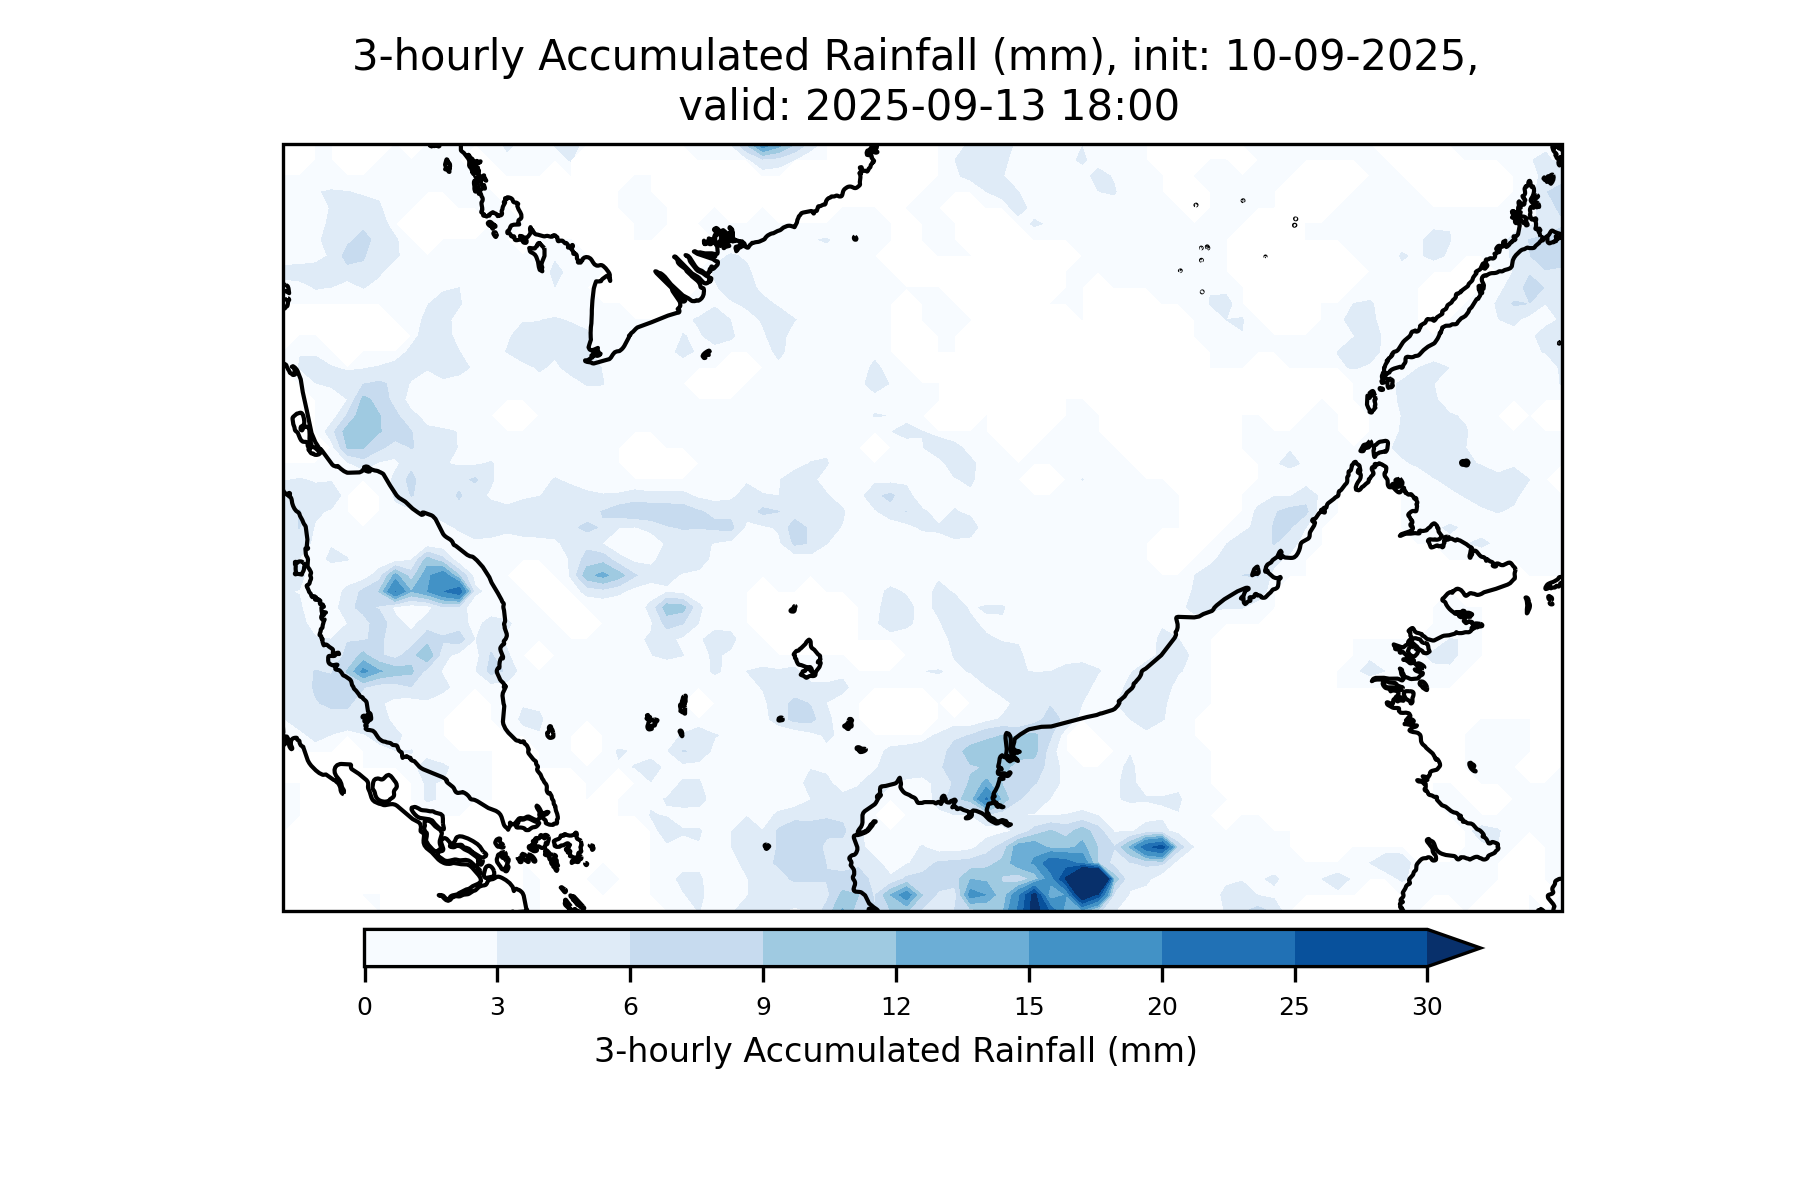 3-hourly Accumulated Rainfall (mm), init: 10-09-2025,
valid: 2025-09-13 18:00
0 3 6 9 12 15 20 25 30
3-hourly Accumulated Rainfall (mm)